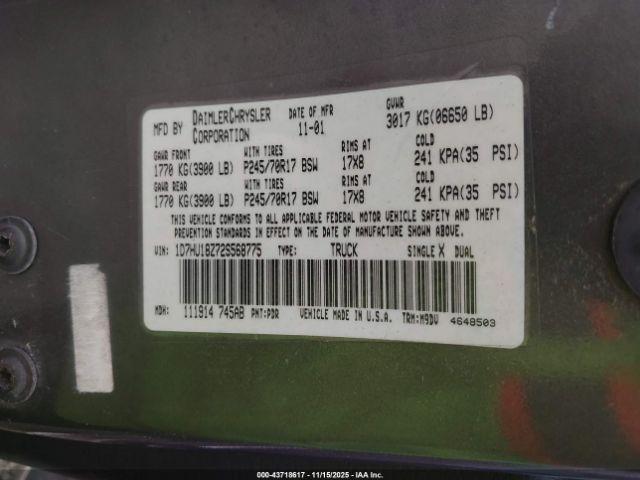 MFD BY DAIMLERCHRYSLER CORPORATION DATE OF MFR 11-01 GVWR 3017 KG(06650 LB)
GAWR FRONT WITH TIRES RIMS AT COLD
1770 KG(3900 LB) P245/70R17 BSW 17X8 241 KPA(35 PSI)
GAWR REAR WITH TIRES RIMS AT COLD
1770 KG(3900 LB) P245/70R17 BSW 17X8 241 KPA(35 PSI)
THIS VEHICLE CONFORMS TO ALL APPLICABLE FEDERAL MOTOR VEHICLE SAFETY AND THEFT
PREVENTION STANDARDS IN EFFECT ON THE DATE OF MANUFACTURE SHOWN ABOVE.
VIN: 1D7HU18Z72S568775 TYPE: TRUCK SINGLE X DUAL
MDH: 111914 745AB PNT:PDR VEHICLE MADE IN U.S.A. TRM:M9DV 4648503
000-43718617 - 11/15/2025 - IAA Inc.